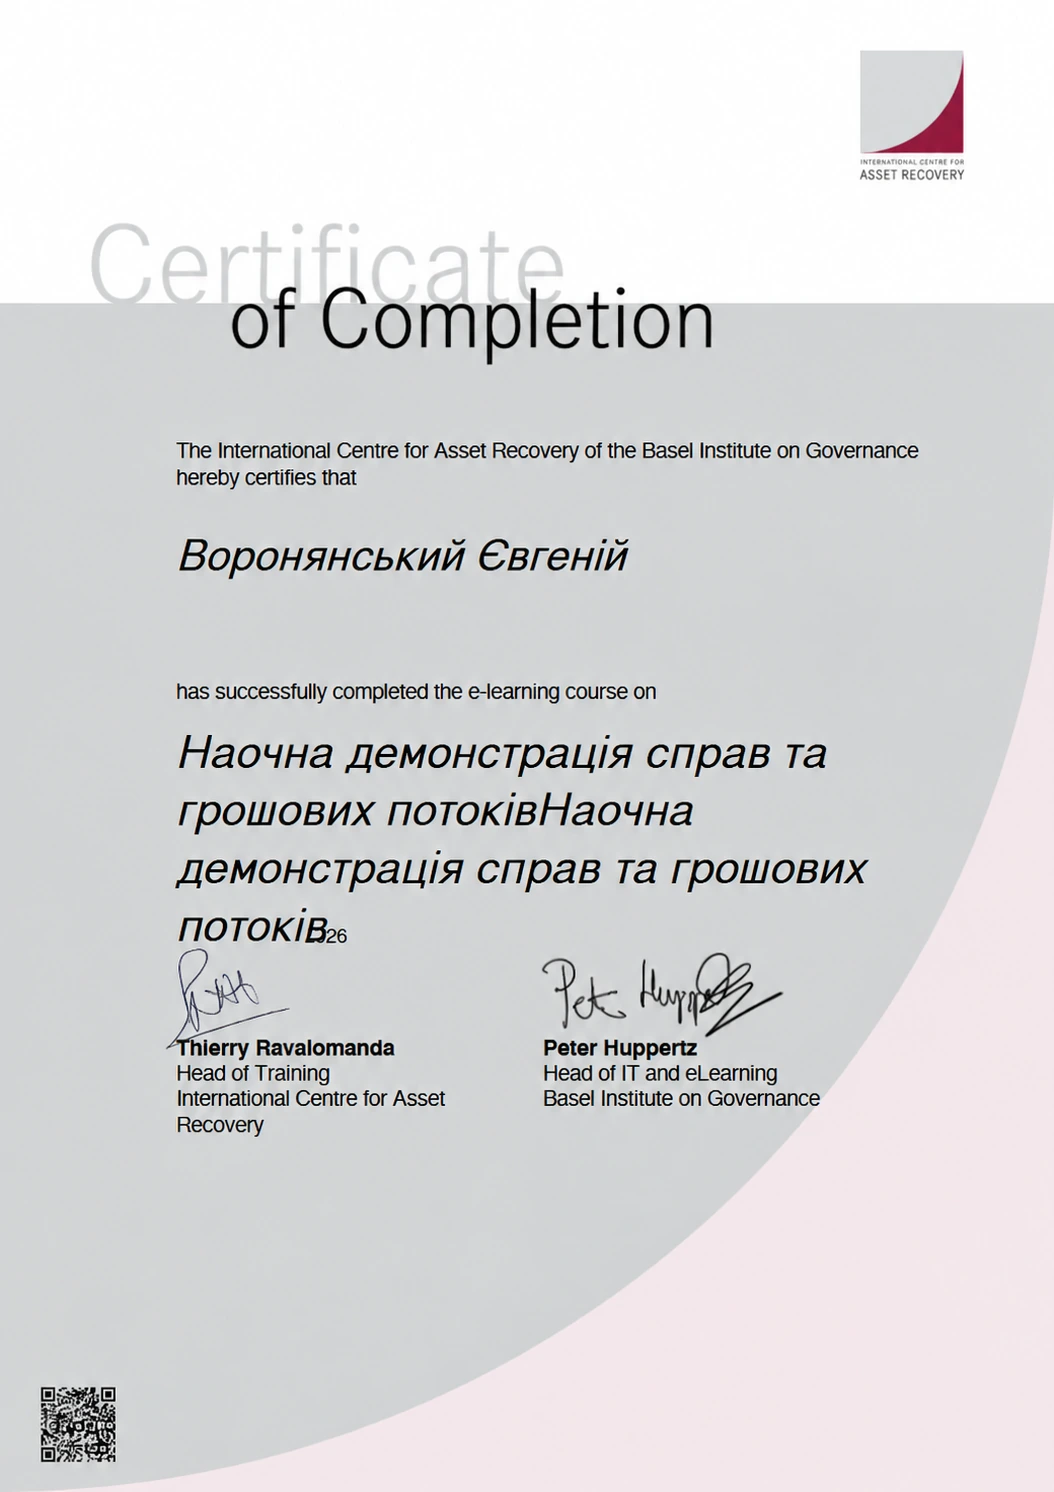 INTERNATIONAL CENTRE FOR
ASSET RECOVERY
Certificate
of Completion
The International Centre for Asset Recovery of the Basel Institute on Governance
hereby certifies that
Воронянський Євгеній
has successfully completed the e-learning course on
Наочна демонстрація справ та
грошових потоківНаочна
демонстрація справ та грошових
потоків
Thierry Ravalomanda
Head of Training
International Centre for Asset
Recovery
Peter Huppertz
Head of IT and eLearning
Basel Institute on Governance